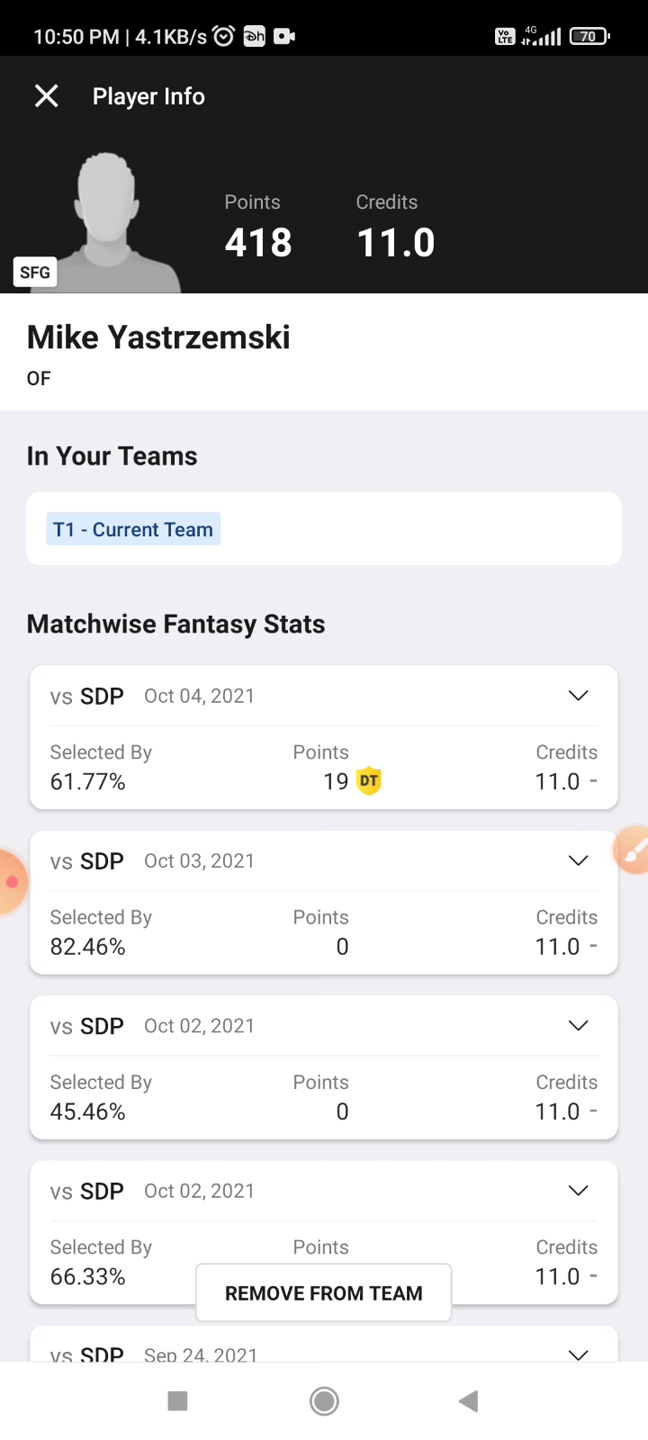 10:50 PM | 4.1KB/s
Vo LTE 4G 70
Player Info
Points Credits
418 11.0
SFG
Mike Yastrzemski
OF
In Your Teams
T1 - Current Team
Matchwise Fantasy Stats
vs SDP Oct 04, 2021
Selected By Points Credits
61.77% 19 DT 11.0 -
vs SDP Oct 03, 2021
Selected By Points Credits
82.46% 0 11.0 -
vs SDP Oct 02, 2021
Selected By Points Credits
45.46% 0 11.0 -
vs SDP Oct 02, 2021
Selected By Points Credits
66.33% 11.0 -
REMOVE FROM TEAM
vs SDP Sep 24, 2021